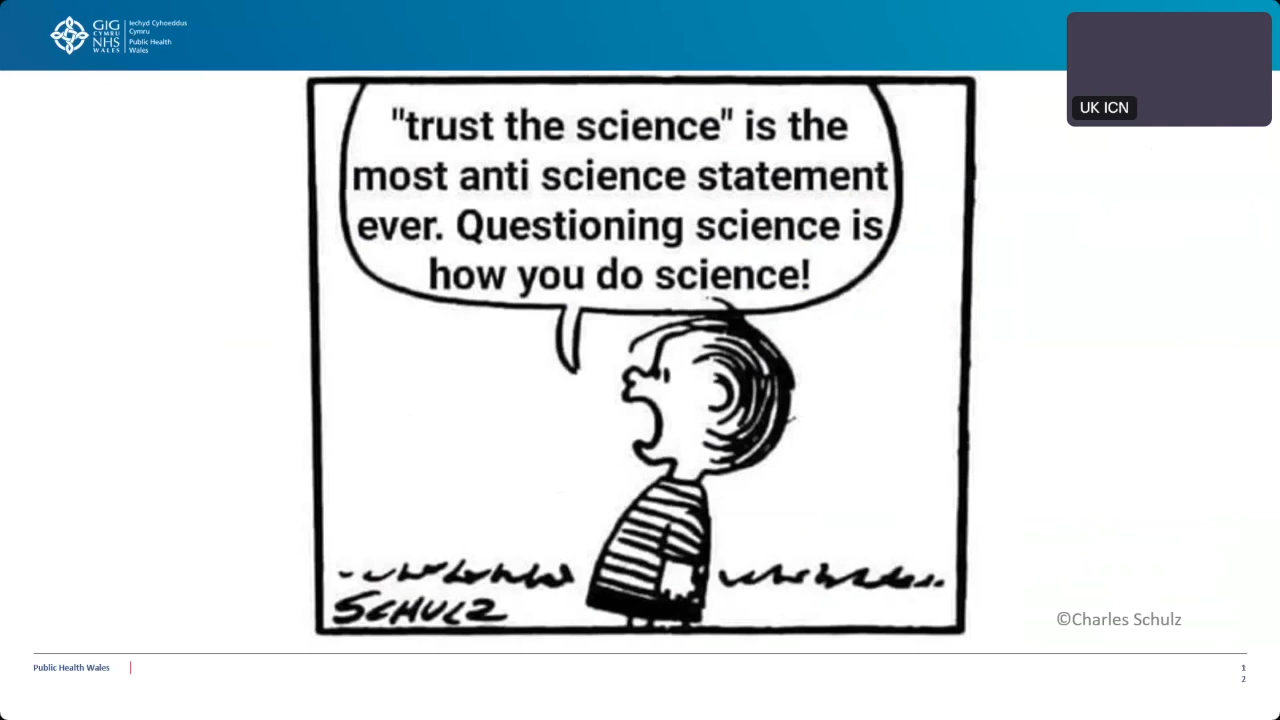 GIG
CYMRU
NHS
WALES
Iechyd Cyhoeddus
Cymru
Public Health
Wales
UK ICN
"trust the science" is the
most anti science statement
ever. Questioning science is
how you do science!
SCHULZ
©Charles Schulz
Public Health Wales
1
2